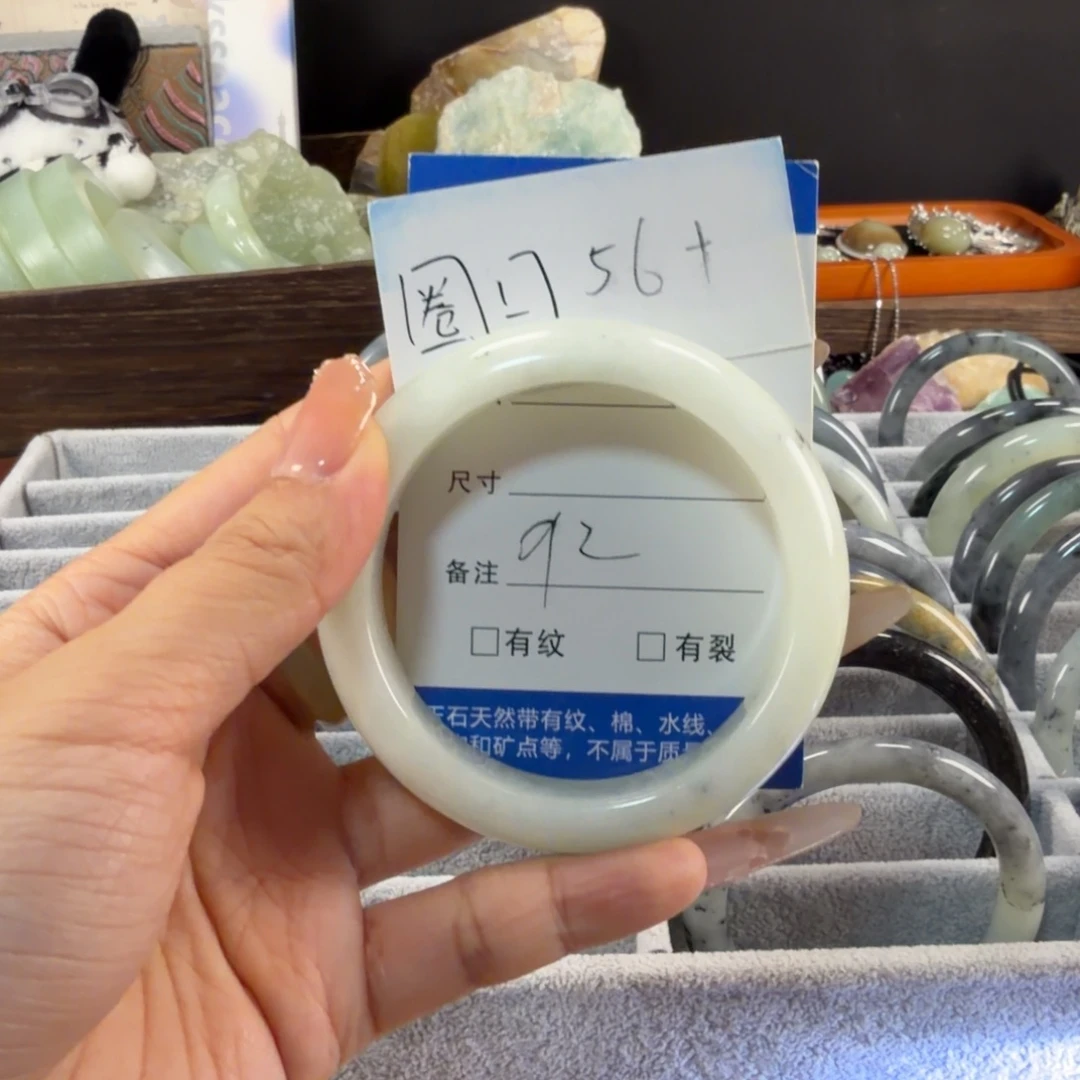 圈口 56+
尺寸
92
备注
□有纹 □有裂
玉石天然带有纹、棉、水线、
和矿点等，不属于质